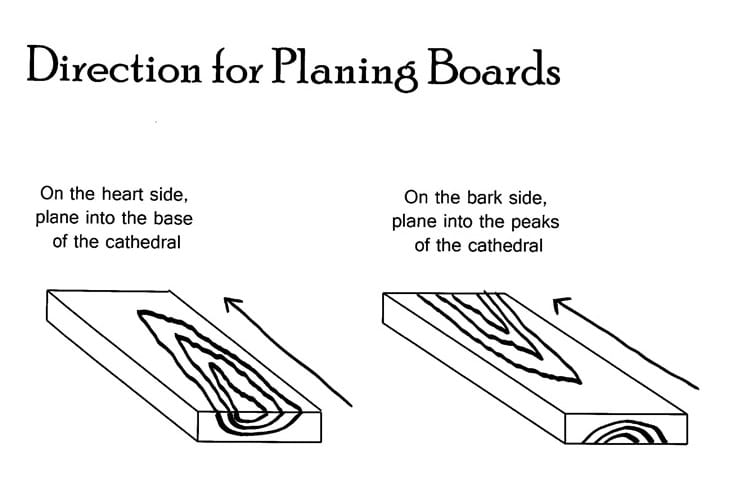 Direction for Planing Boards
On the heart side,
plane into the base
of the cathedral
On the bark side,
plane into the peaks
of the cathedral